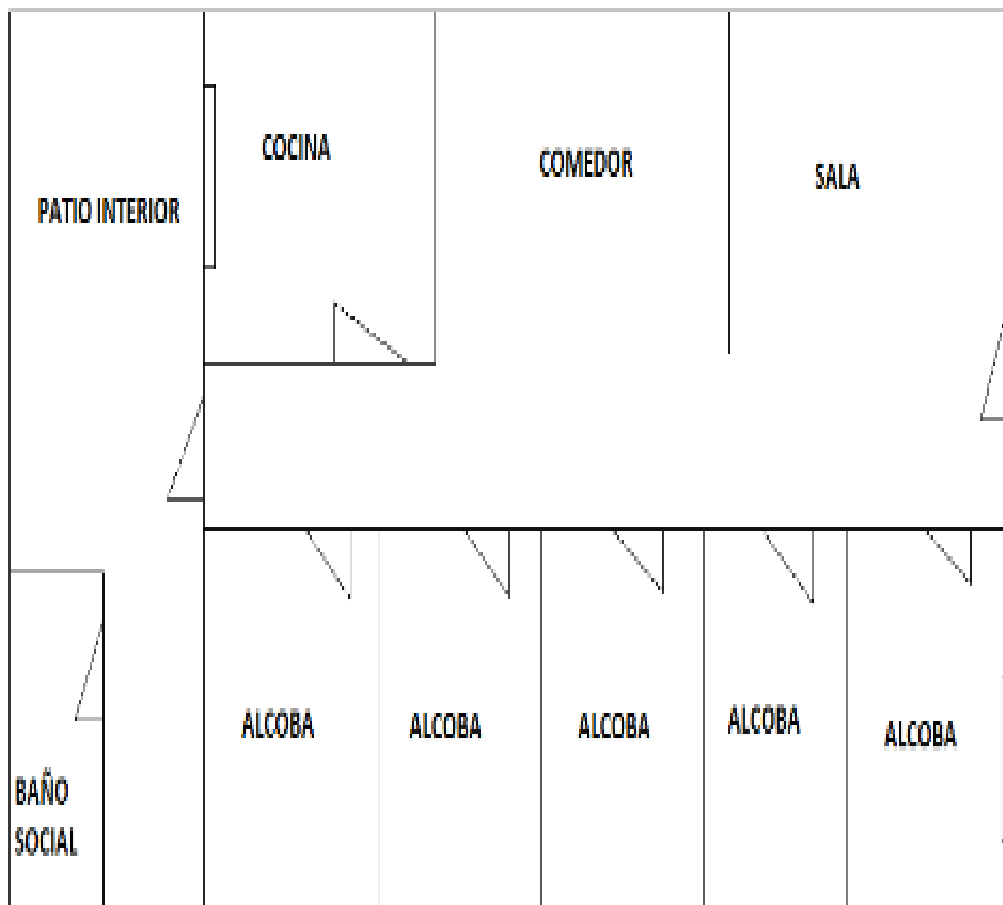 COCINA
COMEDOR
SALA
PATIO INTERIOR
ALCOBA
ALCOBA
ALCOBA
ALCOBA
ALCOBA
BAÑO
SOCIAL